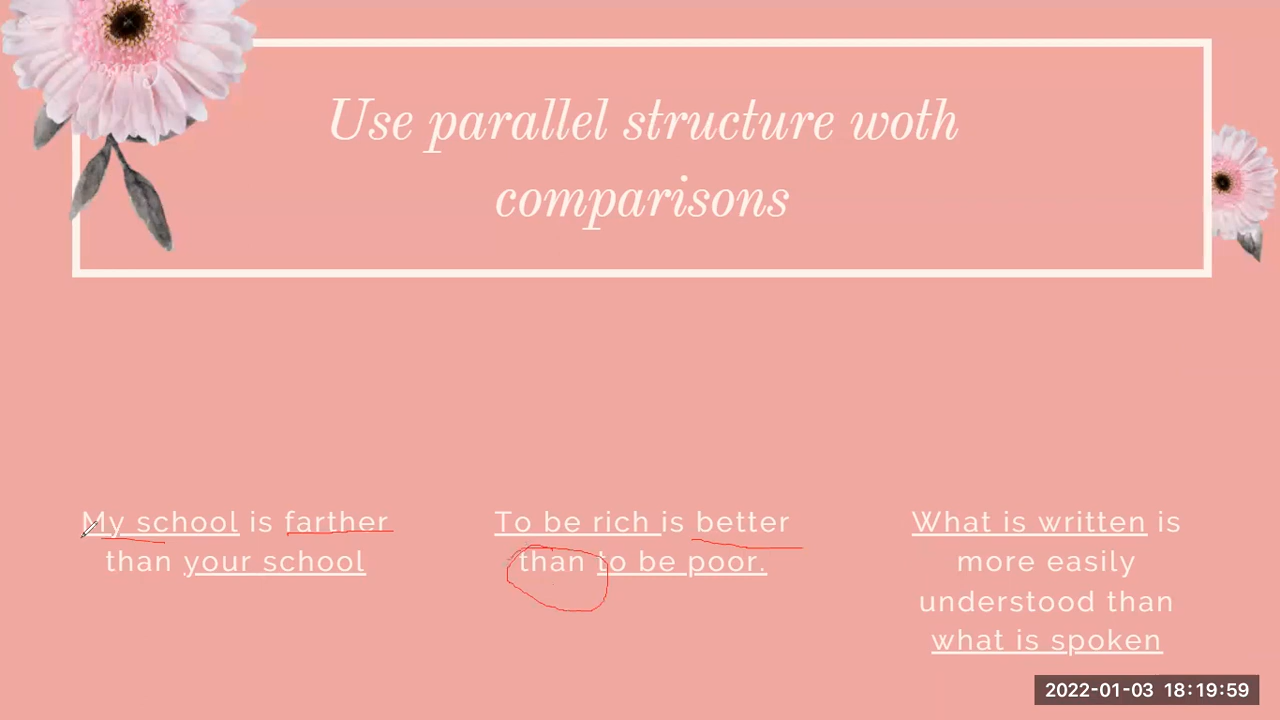 Use parallel structure woth
comparisons
My school is farther
than your school
To be rich is better
than to be poor.
What is written is
more easily
understood than
what is spoken
2022-01-03 18:19:59